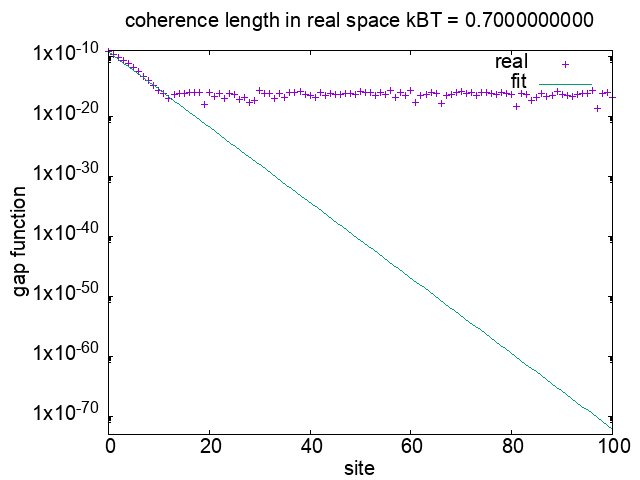 coherence length in real space kBT = 0.7000000000
real
fit
1x10-10
1x10-20
1x10-30
1x10-40
1x10-50
1x10-60
1x10-70
gap function
0 20 40 60 80 100
site